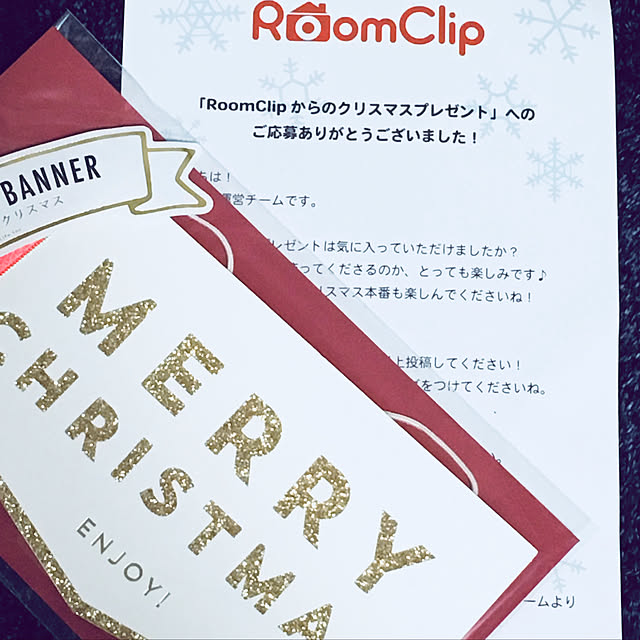 RoomClip
「RoomClip からのクリスマスプレゼント」への
ご応募ありがとうございました！
ちは！
運営チームです。
レゼントは気に入っていただけましたか？
ってくださるのか、とっても楽しみです♪
スマス本番も楽しんでくださいね！
上投稿してください！
をつけてくださいね。
ームより
BANNER
クリスマス
MERRY
CHRISTMA
ENJOY!